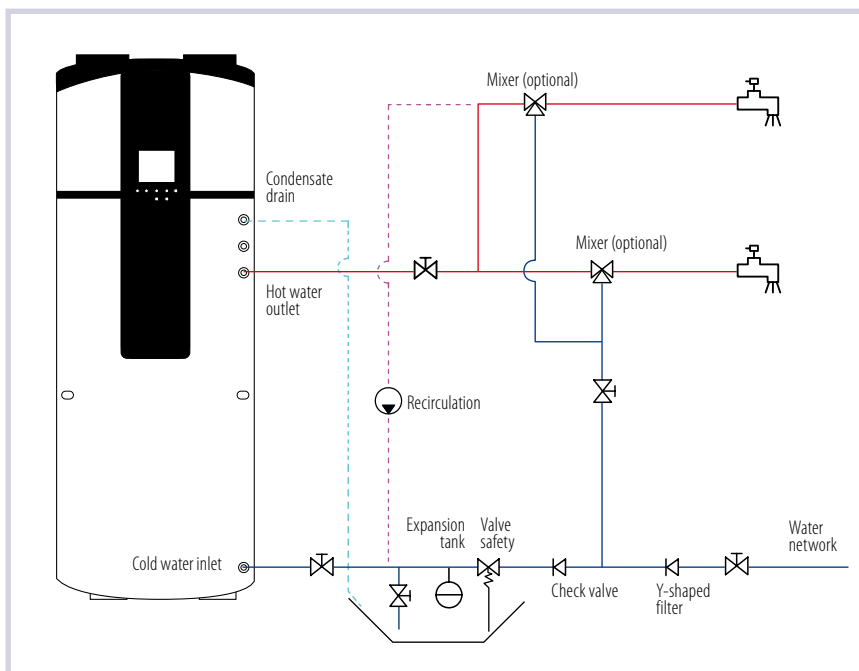 Mixer (optional)
Condensate
drain
Mixer (optional)
Hot water
outlet
Recirculation
Expansion
tank
Valve
safety
Water
network
Cold water inlet
Check valve
Y-shaped
filter